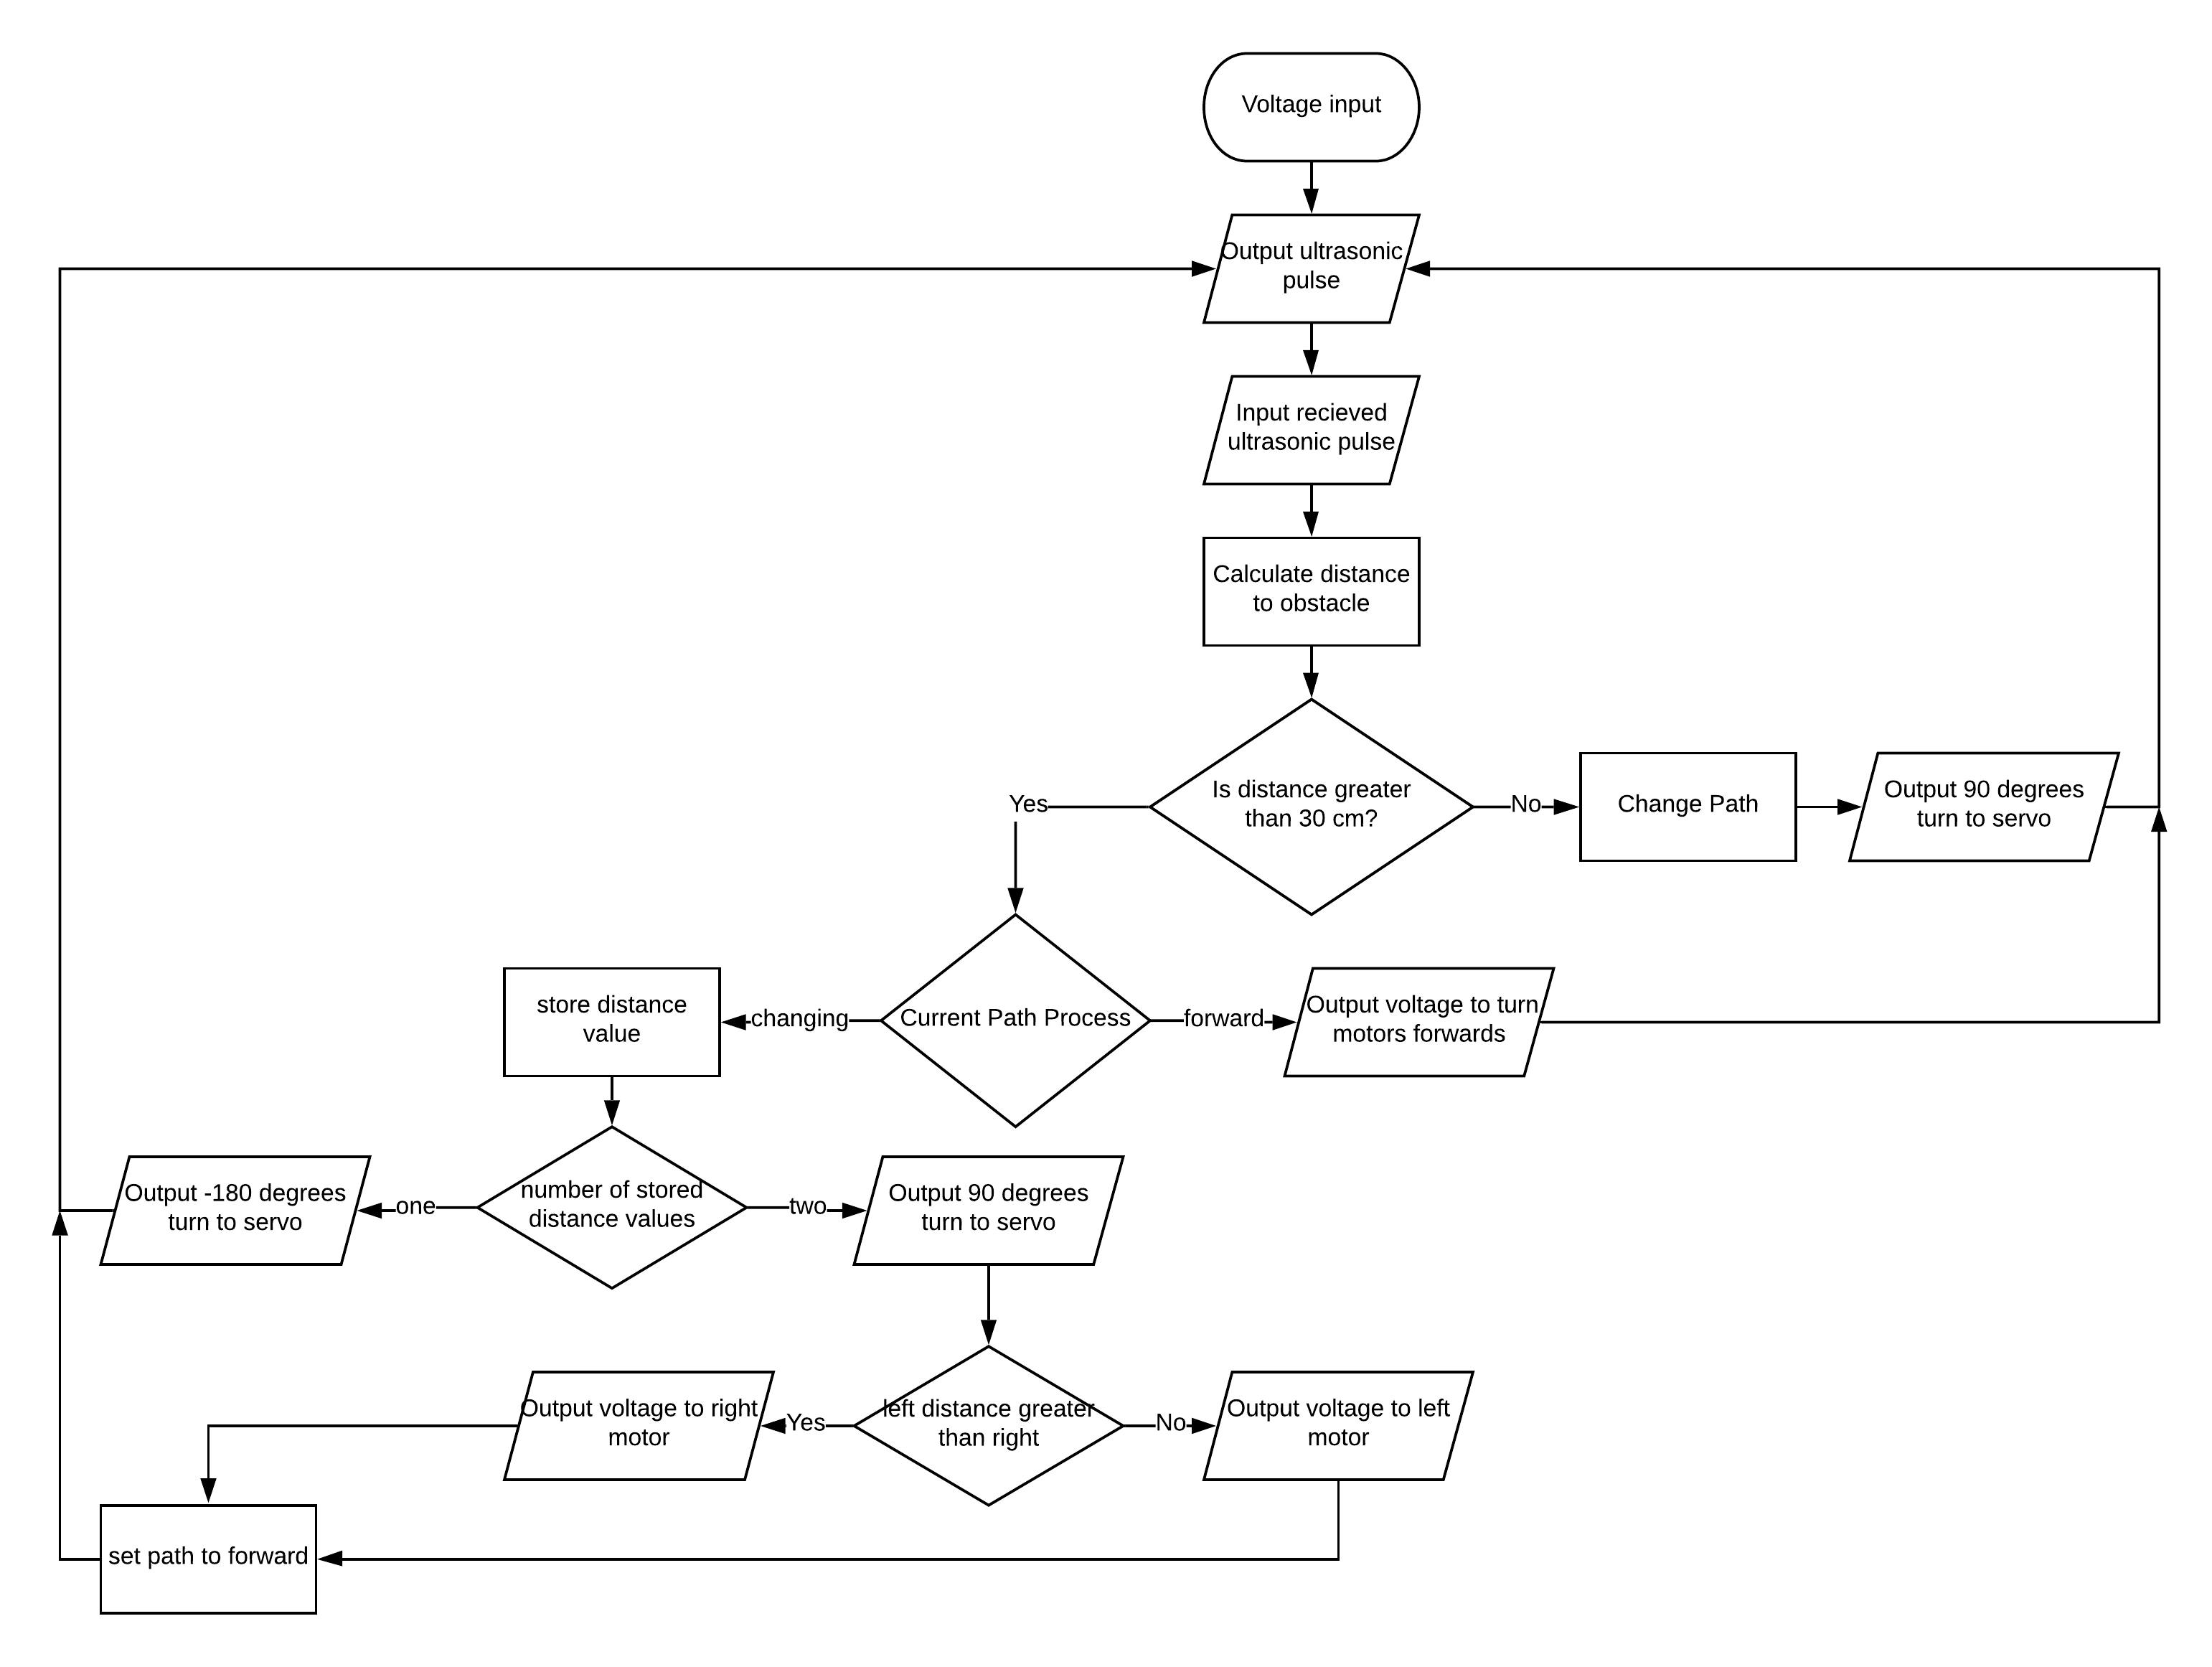 Voltage input
Output ultrasonic
pulse
Input recieved
ultrasonic pulse
Calculate distance
to obstacle
Is distance greater
than 30 cm?
Yes
No
Change Path
Output 90 degrees
turn to servo
Current Path Process
changing
forward
store distance
value
Output voltage to turn
motors forwards
number of stored
distance values
one
two
Output -180 degrees
turn to servo
Output 90 degrees
turn to servo
left distance greater
than right
Yes
No
Output voltage to right
motor
Output voltage to left
motor
set path to forward